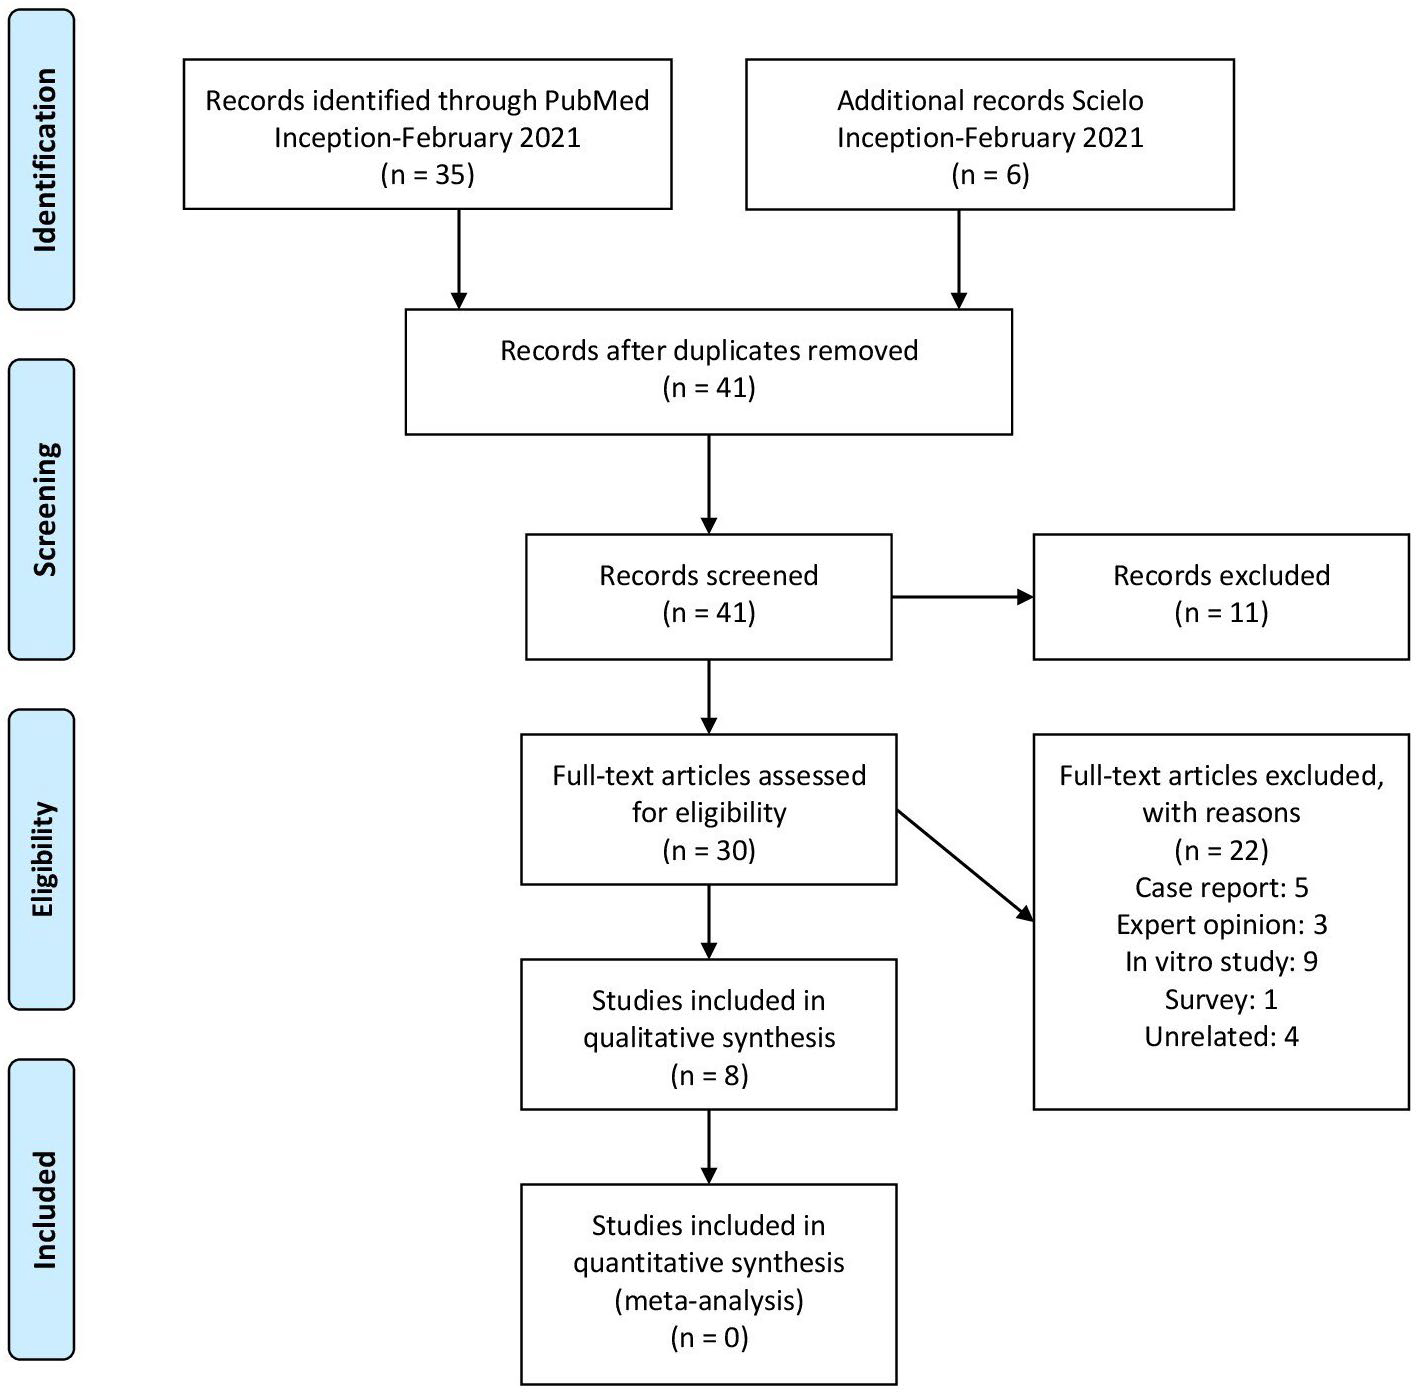 Identification
Records identified through PubMed
Inception-February 2021
(n = 35)
Additional records Scielo
Inception-February 2021
(n = 6)
Records after duplicates removed
(n = 41)
Screening
Records screened
(n = 41)
Records excluded
(n = 11)
Eligibility
Full-text articles assessed
for eligibility
(n = 30)
Full-text articles excluded,
with reasons
(n = 22)
Case report: 5
Expert opinion: 3
In vitro study: 9
Survey: 1
Unrelated: 4
Studies included in
qualitative synthesis
(n = 8)
Included
Studies included in
quantitative synthesis
(meta-analysis)
(n = 0)